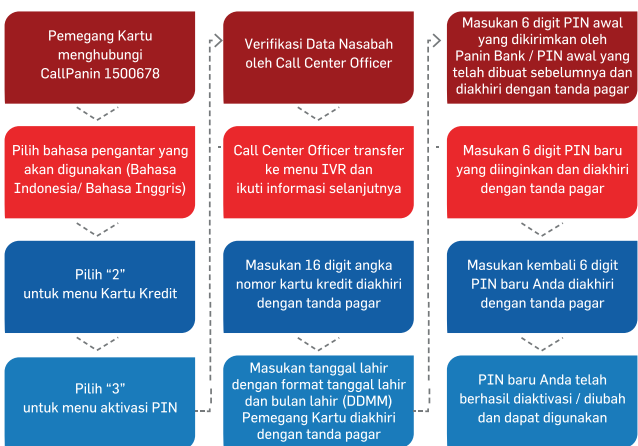 Pemegang Kartu
menghubungi
CallPanin 1500678
Pilih bahasa pengantar yang
akan digunakan (Bahasa
Indonesia/ Bahasa Inggris)
Pilih “2”
untuk menu Kartu Kredit
Pilih “3”
untuk menu aktivasi PIN
Verifikasi Data Nasabah
oleh Call Center Officer
Call Center Officer transfer
ke menu IVR dan
ikuti informasi selanjutnya
Masukan 16 digit angka
nomor kartu kredit diakhiri
dengan tanda pagar
Masukan tanggal lahir
dengan format tanggal lahir
dan bulan lahir (DDMM)
Pemegang Kartu diakhiri
dengan tanda pagar
Masukan 6 digit PIN awal
yang dikirimkan oleh
Panin Bank / PIN awal yang
telah dibuat sebelumnya dan
diakhiri dengan tanda pagar
Masukan 6 digit PIN baru
yang diinginkan dan diakhiri
dengan tanda pagar
Masukan kembali 6 digit
PIN baru Anda diakhiri
dengan tanda pagar
PIN baru Anda telah
berhasil diaktivasi / diubah
dan dapat digunakan